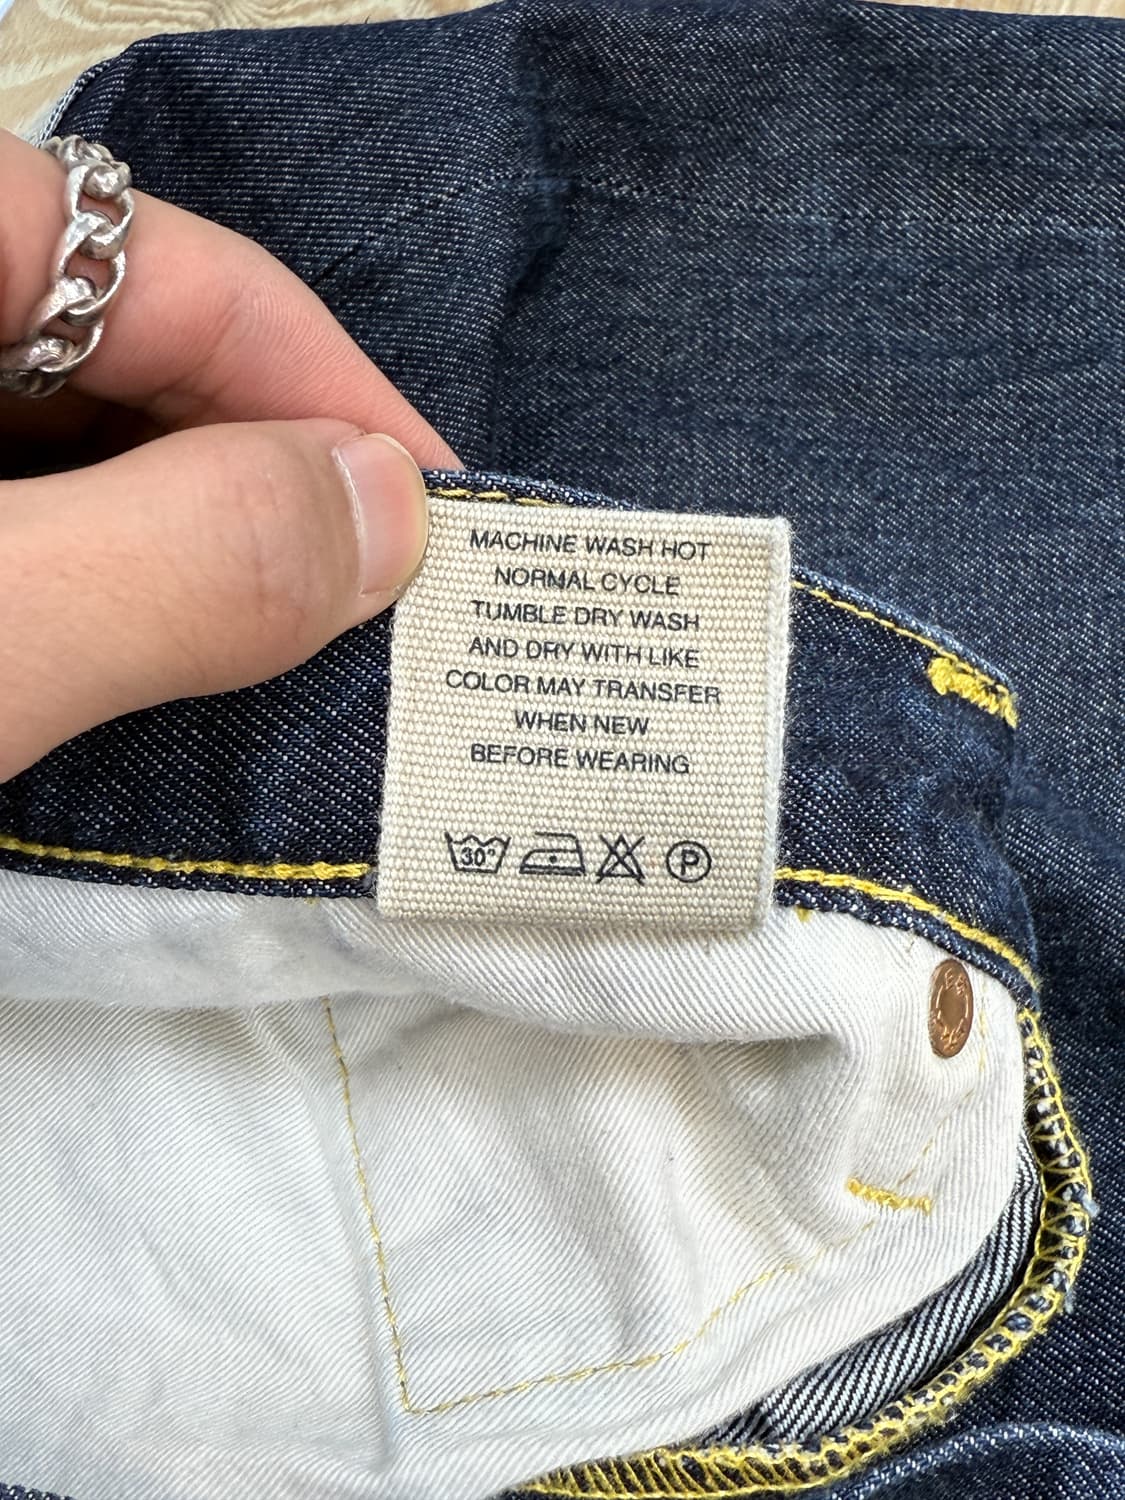 MACHINE WASH HOT
NORMAL CYCLE
TUMBLE DRY WASH
AND DRY WITH LIKE
COLOR MAY TRANSFER
WHEN NEW
BEFORE WEARING
30° P